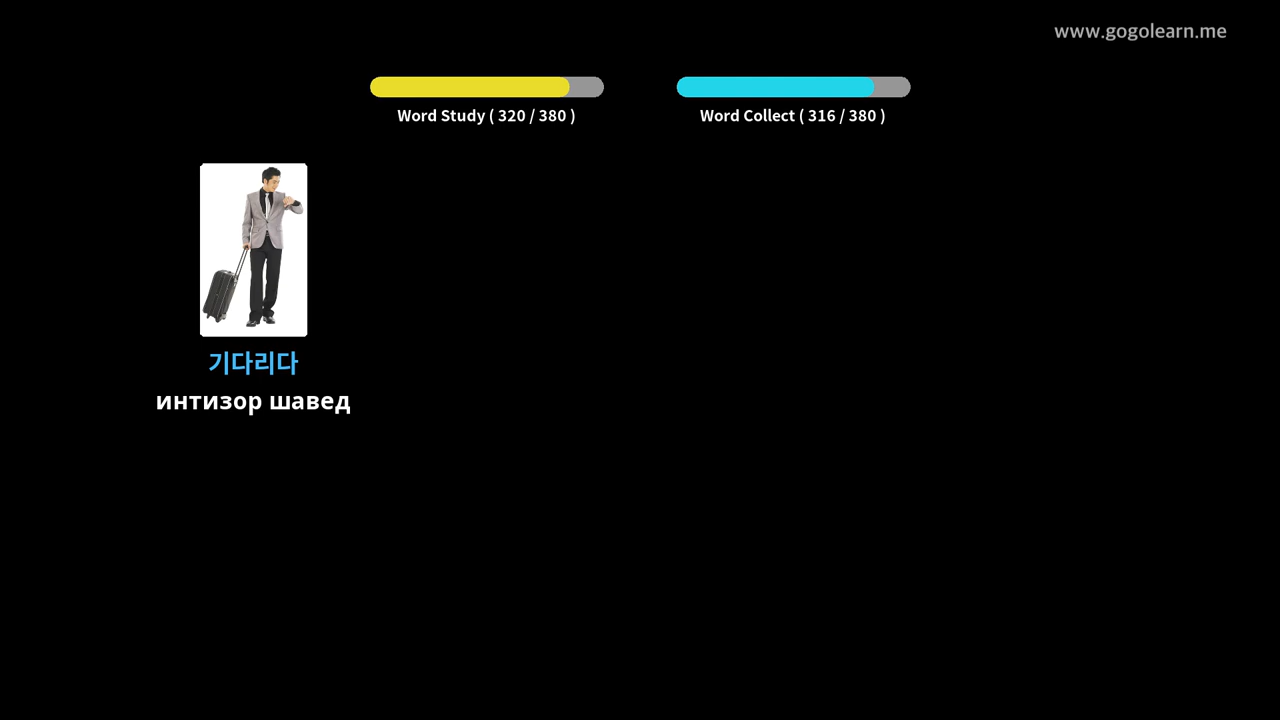 www.gogolearn.me
Word Study ( 320 / 380 )
Word Collect ( 316 / 380 )
기다리다
интизор шавед